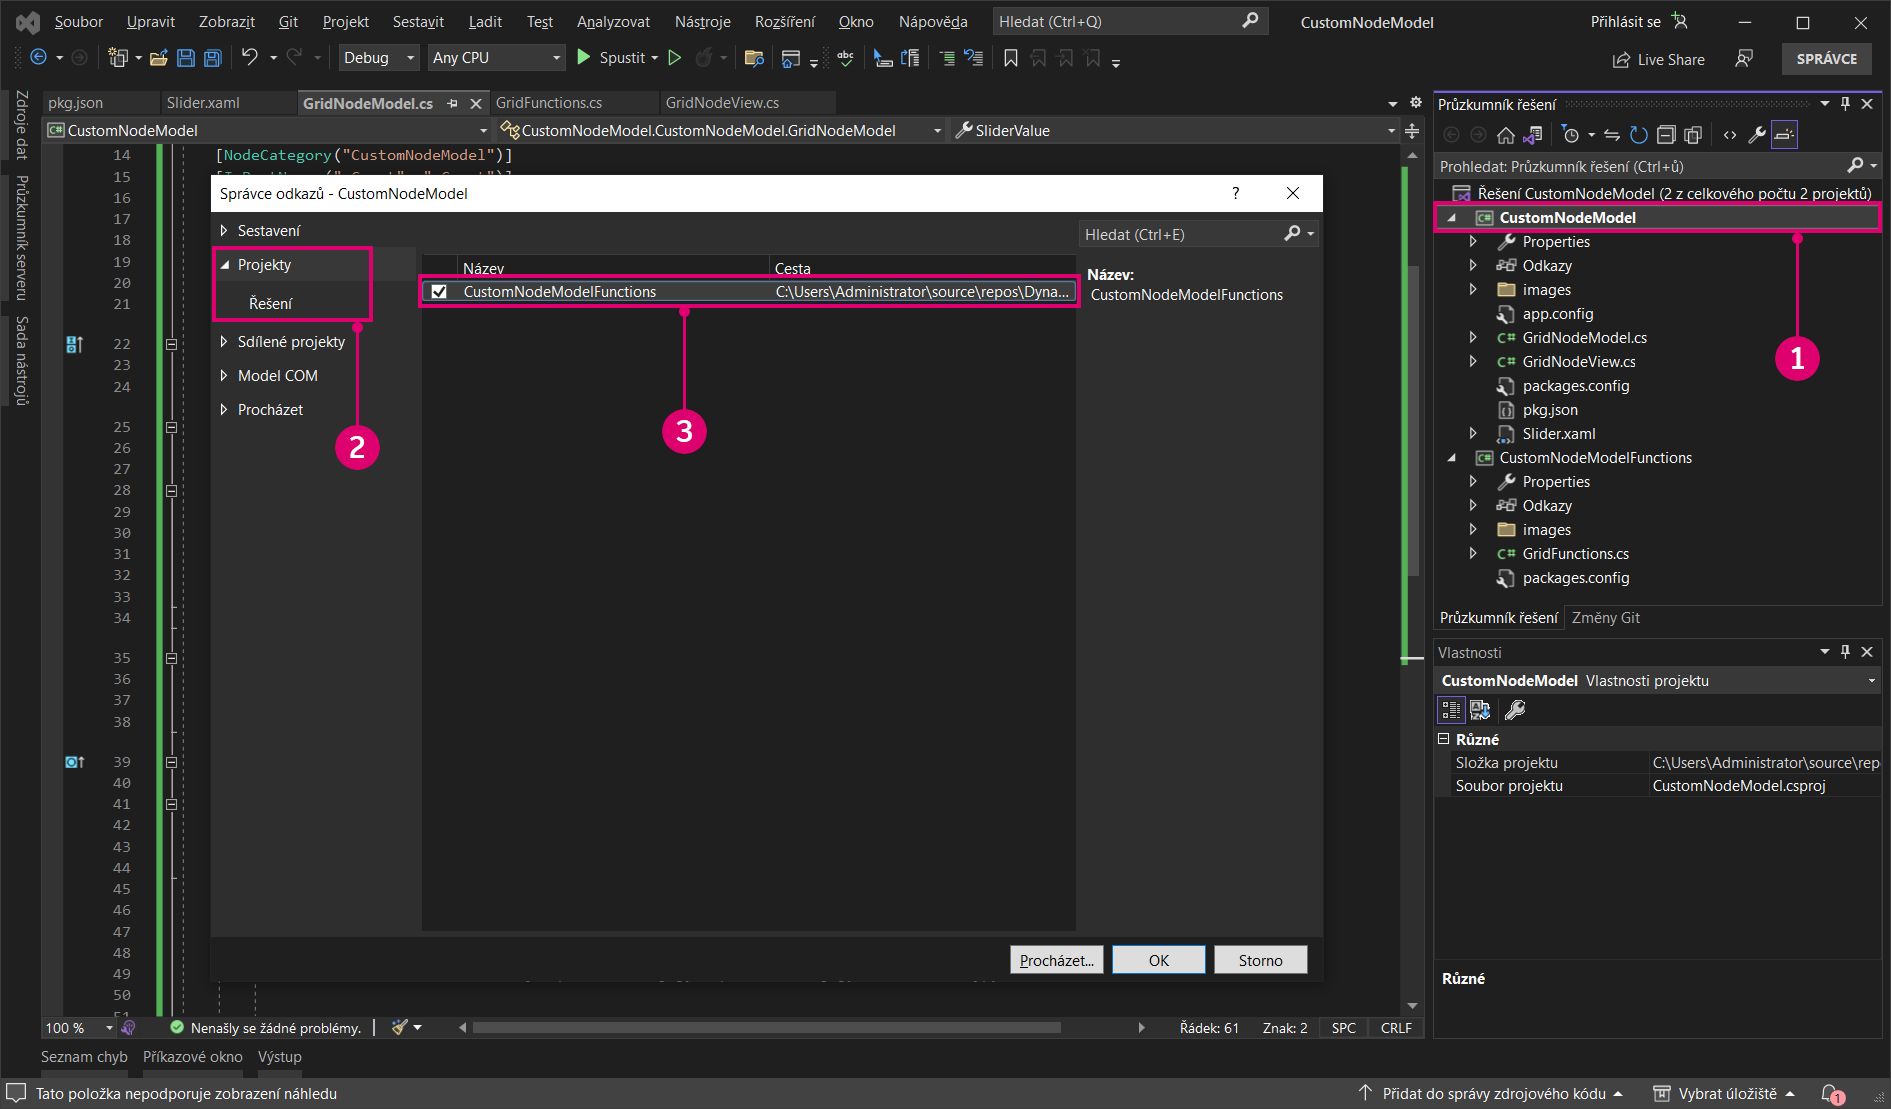 Soubor Upravit Zobrazit Git Projekt Sestavit Ladit Test Analyzovat Nástroje Rozšíření Okno Nápověda Hledat (Ctrl+Q) CustomNodeModel Přihlásit se
Debug Any CPU Spustit Live Share SPRÁVCE
pkg.json Slider.xaml GridNodeModel.cs GridFunctions.cs GridNodeView.cs
CustomNodeModel CustomNodeModel.CustomNodeModel.GridNodeModel SliderValue
Zdroje dat
Průzkumník serveru
Sada nástrojů
14 [NodeCategory("CustomNodeModel")]
15
16
17
18
19
20
21
22
23
24
25
26
27
28
29
30
31
32
33
34
35
36
37
38
39
40
41
42
43
44
45
46
47
48
49
50
51
Správce odkazů - CustomNodeModel ?
Sestavení
Projekty
Řešení
Sdílené projekty
Model COM
Procházet
2
Hledat (Ctrl+E)
Název Cesta
CustomNodeModelFunctions C:\Users\Administrator\source\repos\Dyna...
3
Název:
CustomNodeModelFunctions
Procházet... OK Storno
100 % Nenašly se žádné problémy. Řádek: 61 Znak: 2 SPC CRLF
Seznam chyb Příkazové okno Výstup
Průzkumník řešení
Prohledat: Průzkumník řešení (Ctrl+ů)
Řešení CustomNodeModel (2 z celkového počtu 2 projektů)
CustomNodeModel
Properties
Odkazy
images
app.config
GridNodeModel.cs
GridNodeView.cs
packages.config
pkg.json
Slider.xaml
CustomNodeModelFunctions
Properties
Odkazy
images
GridFunctions.cs
packages.config
1
Průzkumník řešení Změny Git
Vlastnosti
CustomNodeModel Vlastnosti projektu
Různé
Složka projektu C:\Users\Administrator\source\rep
Soubor projektu CustomNodeModel.csproj
Různé
Tato položka nepodporuje zobrazení náhledu Přidat do správy zdrojového kódu Vybrat úložiště 1